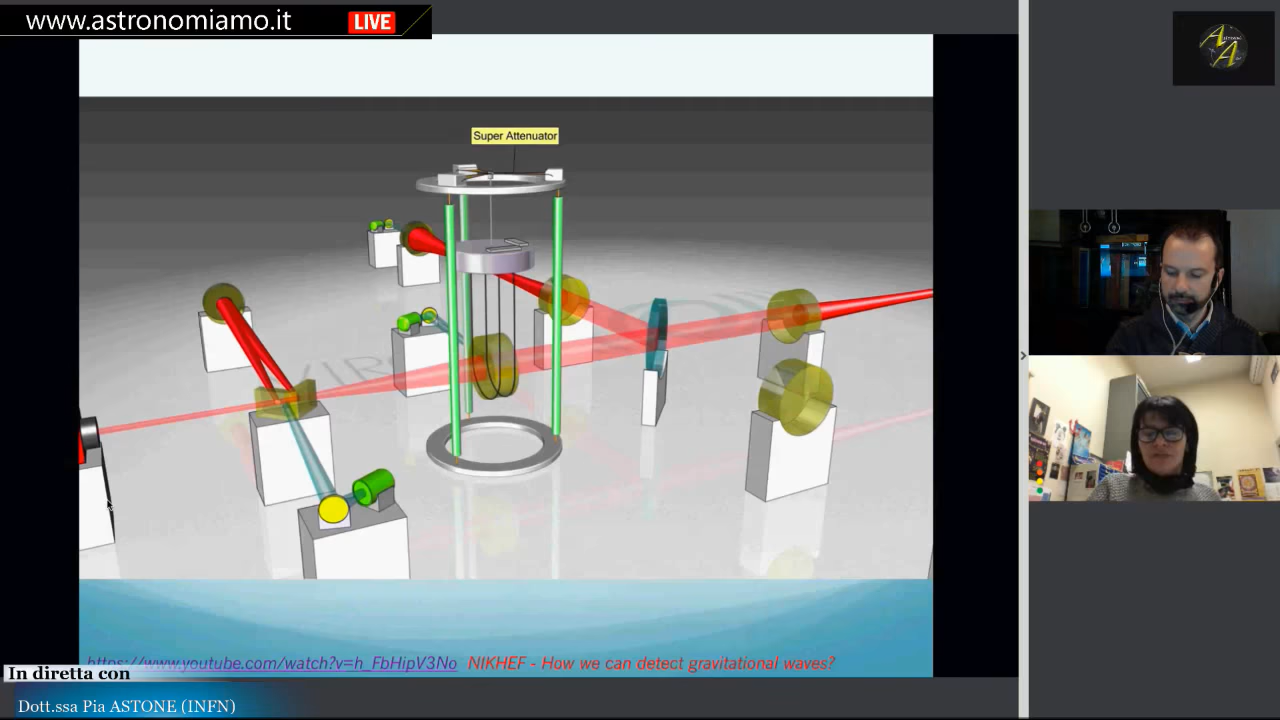 www.astronomiamo.it LIVE
Super Attenuator
https://www.youtube.com/watch?v=h_FbHipV3No NIKHEF - How we can detect gravitational waves?
In diretta con
Dott.ssa Pia ASTONE (INFN)